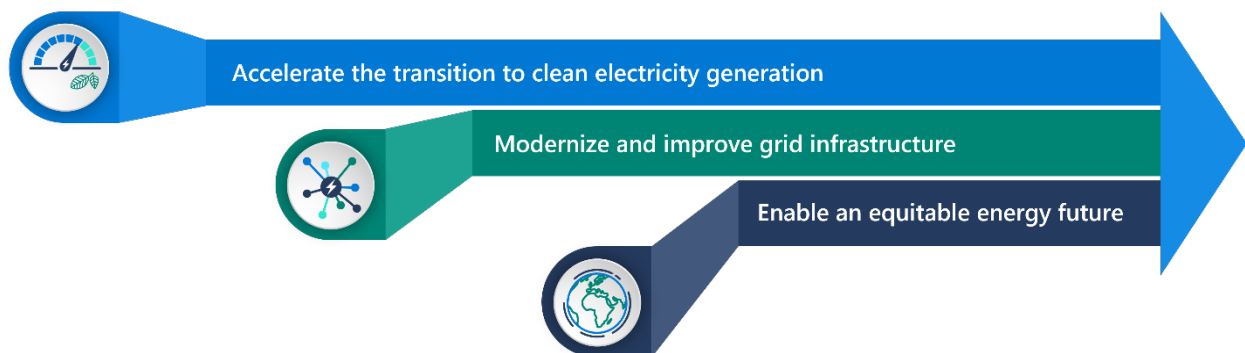 Accelerate the transition to clean electricity generation
Modernize and improve grid infrastructure
Enable an equitable energy future